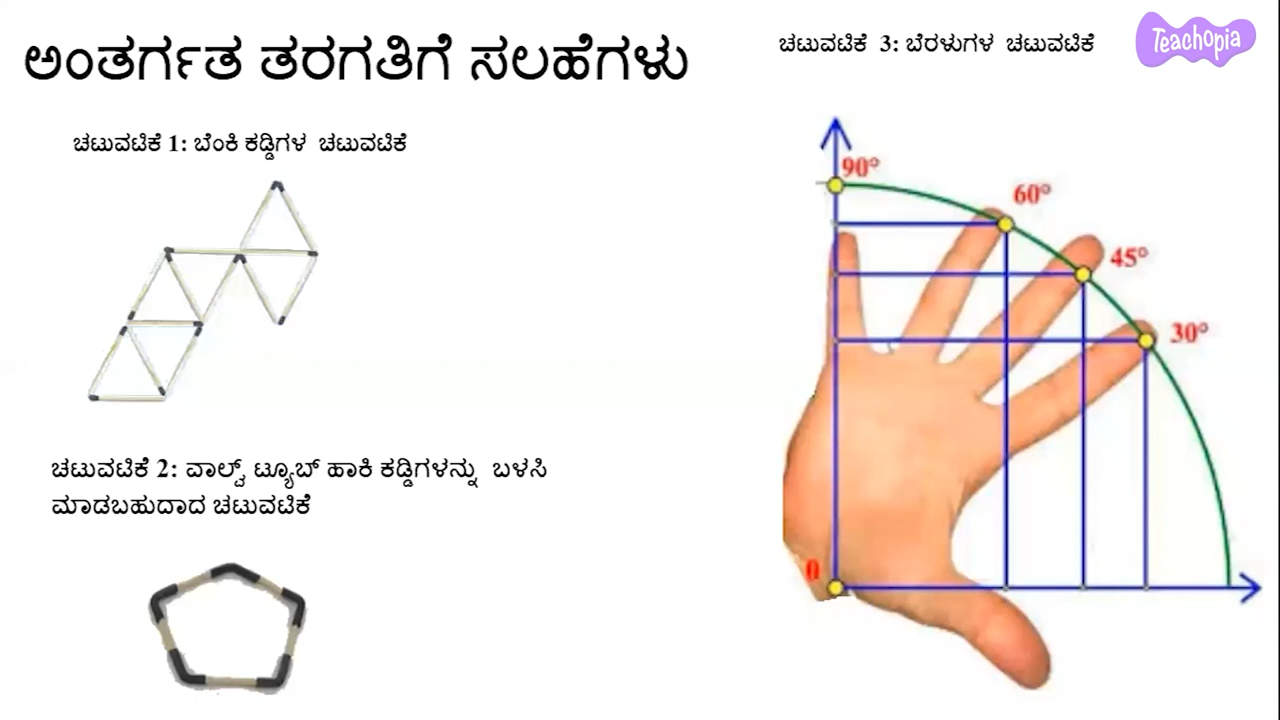 ಅಂತರ್ಗತ ತರಗತಿಗೆ ಸಲಹೆಗಳು
ಚಟುವಟಿಕೆ 1: ಬೆಂಕಿ ಕಡ್ಡಿಗಳ ಚಟುವಟಿಕೆ
ಚಟುವಟಿಕೆ 2: ವಾಲ್ವ್ ಟ್ಯೂಬ್ ಹಾಕಿ ಕಡ್ಡಿಗಳನ್ನು ಬಳಸಿ
ಮಾಡಬಹುದಾದ ಚಟುವಟಿಕೆ
ಚಟುವಟಿಕೆ 3: ಬೆರಳುಗಳ ಚಟುವಟಿಕೆ
Teachopia
90°
60°
45°
30°
0